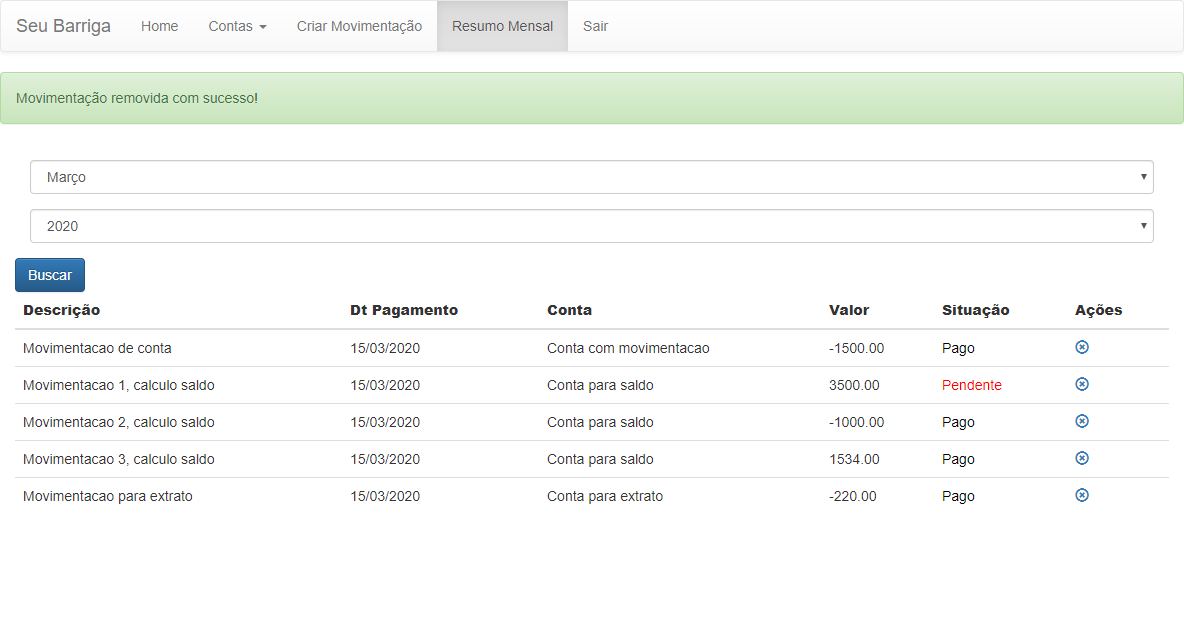 Seu Barriga Home Contas Criar Movimentação Resumo Mensal Sair
Movimentação removida com sucesso!
Março
2020
Buscar
Descrição Dt Pagamento Conta Valor Situação Ações
Movimentacao de conta 15/03/2020 Conta com movimentacao -1500.00 Pago
Movimentacao 1, calculo saldo 15/03/2020 Conta para saldo 3500.00 Pendente
Movimentacao 2, calculo saldo 15/03/2020 Conta para saldo -1000.00 Pago
Movimentacao 3, calculo saldo 15/03/2020 Conta para saldo 1534.00 Pago
Movimentacao para extrato 15/03/2020 Conta para extrato -220.00 Pago